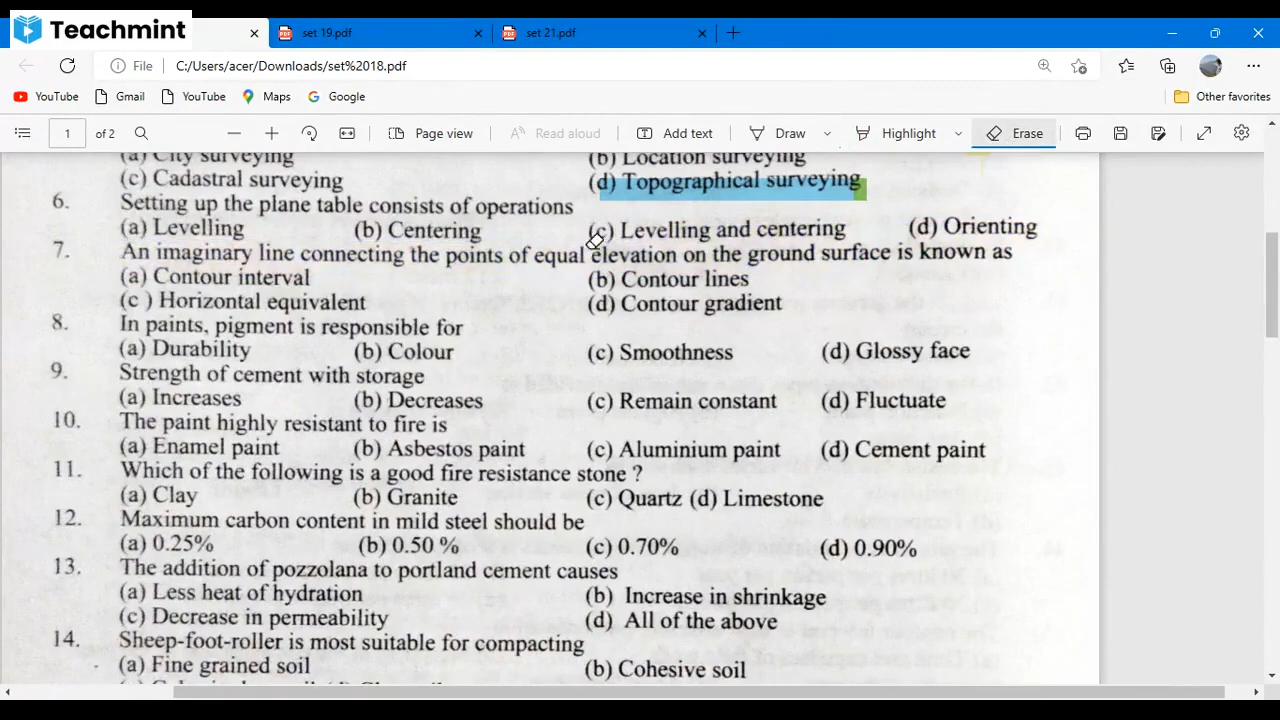 Teachmint
set 19.pdf
set 21.pdf
File C:/Users/acer/Downloads/set%2018.pdf
YouTube Gmail YouTube Maps Google Other favorites
1 of 2 Page view Read aloud Add text Draw Highlight Erase
(a) City surveying (b) Location surveying
(c) Cadastral surveying (d) Topographical surveying
6. Setting up the plane table consists of operations
(a) Levelling (b) Centering (c) Levelling and centering (d) Orienting
7. An imaginary line connecting the points of equal elevation on the ground surface is known as
(a) Contour interval (b) Contour lines
(c ) Horizontal equivalent (d) Contour gradient
8. In paints, pigment is responsible for
(a) Durability (b) Colour (c) Smoothness (d) Glossy face
9. Strength of cement with storage
(a) Increases (b) Decreases (c) Remain constant (d) Fluctuate
10. The paint highly resistant to fire is
(a) Enamel paint (b) Asbestos paint (c) Aluminium paint (d) Cement paint
11. Which of the following is a good fire resistance stone ?
(a) Clay (b) Granite (c) Quartz (d) Limestone
12. Maximum carbon content in mild steel should be
(a) 0.25% (b) 0.50 % (c) 0.70% (d) 0.90%
13. The addition of pozzolana to portland cement causes
(a) Less heat of hydration (b) Increase in shrinkage
(c) Decrease in permeability (d) All of the above
14. Sheep-foot-roller is most suitable for compacting
(a) Fine grained soil (b) Cohesive soil